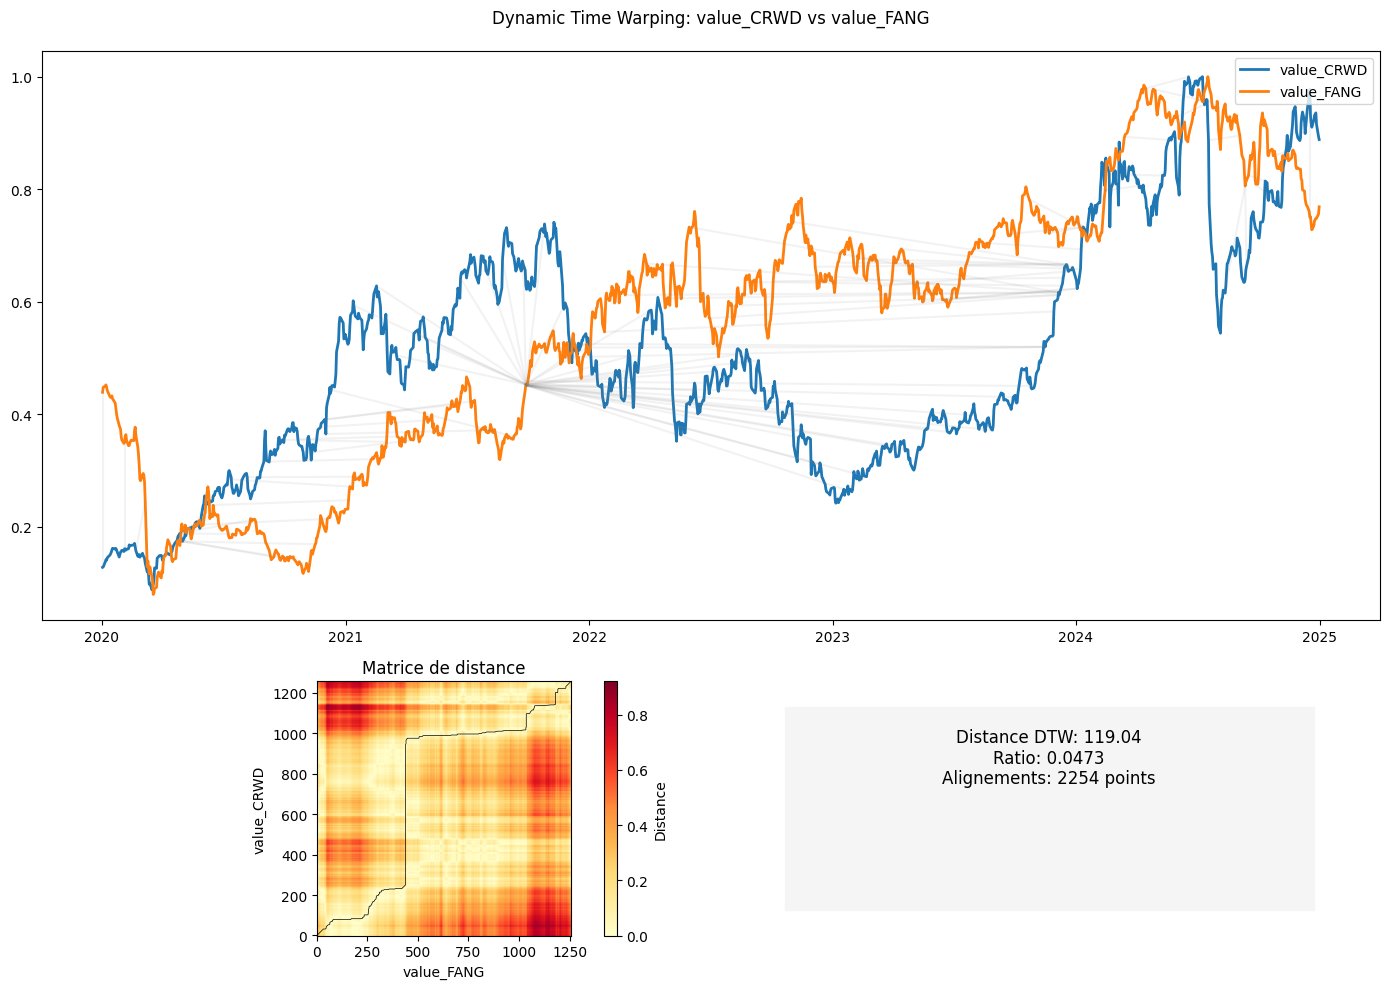 Dynamic Time Warping: value_CRWD vs value_FANG
value_CRWD
value_FANG
1.0
0.8
0.6
0.4
0.2
2020 2021 2022 2023 2024 2025
Matrice de distance
value_CRWD
1200
1000
800
600
400
200
0
0 250 500 750 1000 1250
value_FANG
0.8
0.6
0.4
0.2
0.0
Distance
Distance DTW: 119.04
Ratio: 0.0473
Alignements: 2254 points